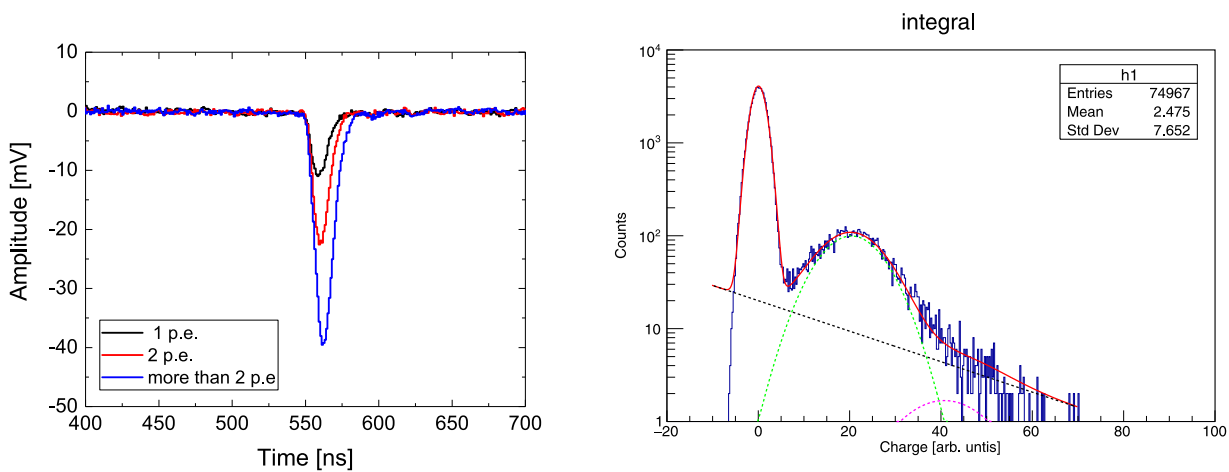 10
0
-10
-20
-30
-40
-50
400 450 500 550 600 650 700
Amplitude [mV]
Time [ns]
1 p.e.
2 p.e.
more than 2 p.e
integral
10^4
10^3
10^2
10
1
−20 0 20 40 60 80 100
Counts
Charge [arb. untis]
h1
Entries 74967
Mean 2.475
Std Dev 7.652